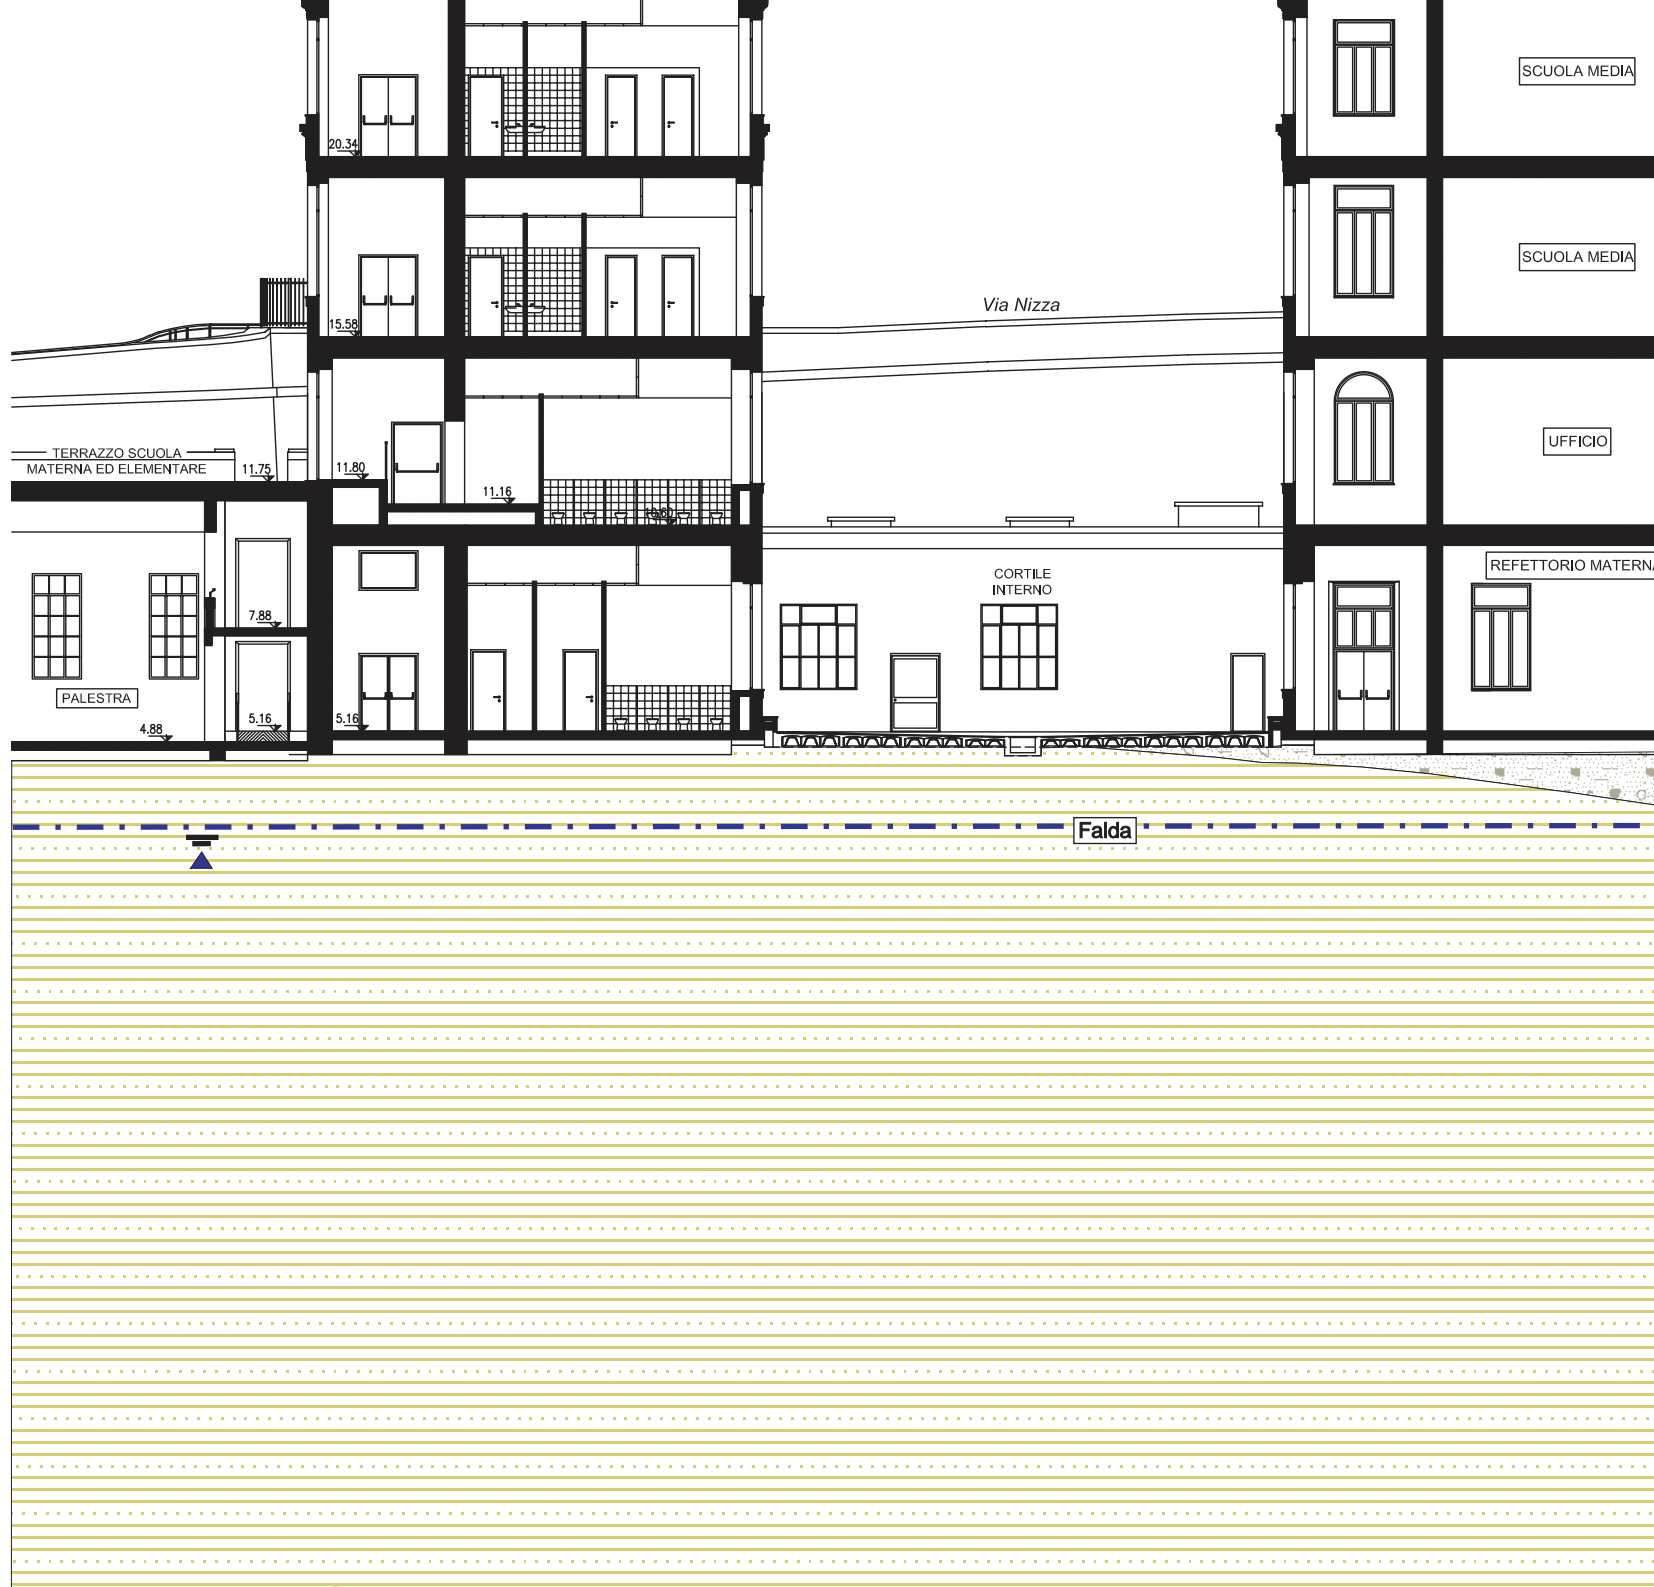 SCUOLA MEDIA
20.34
SCUOLA MEDIA
Via Nizza
15.58
UFFICIO
TERRAZZO SCUOLA
MATERNA ED ELEMENTARE
11.75
11.80
11.16
REFETTORIO MATERNA
CORTILE
INTERNO
7.88
PALESTRA
4.88
5.16
5.16
Falda